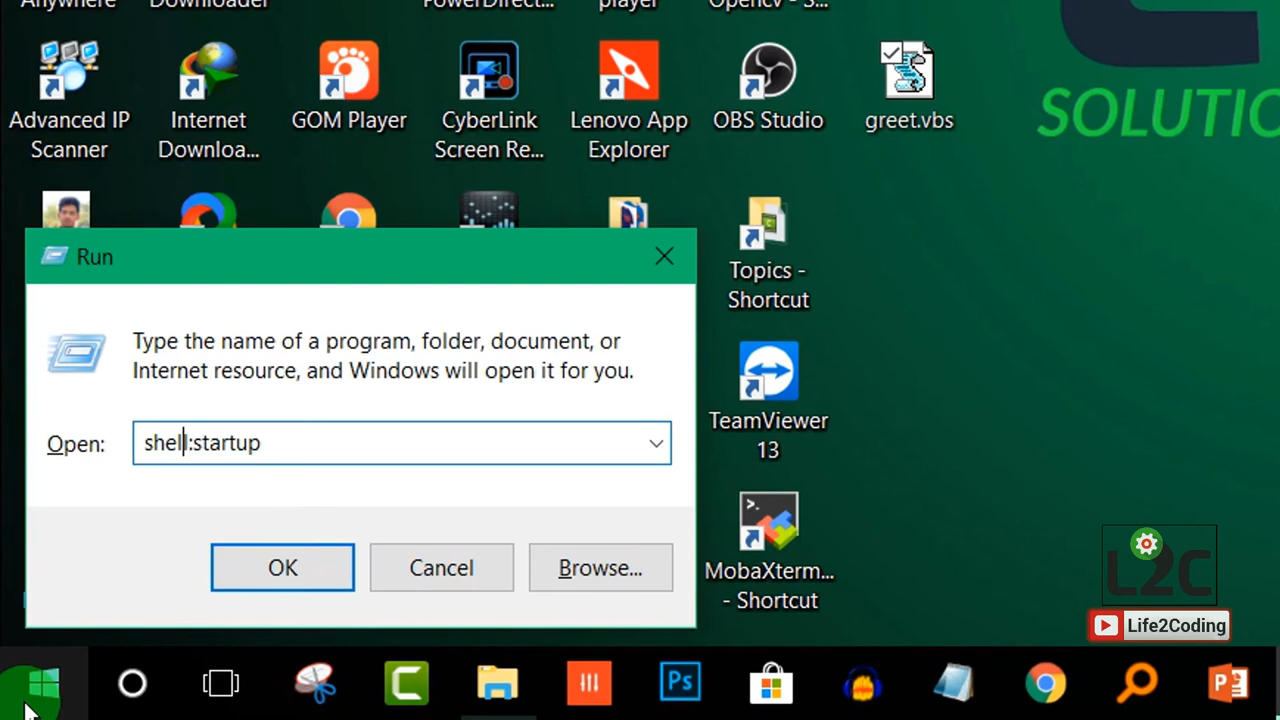 Anywhere
Downloader
PowerDirect...
player
Opencv - S...
Advanced IP
Scanner
Internet
Downloa...
GOM Player
CyberLink
Screen Re...
Lenovo App
Explorer
OBS Studio
greet.vbs
SOLUTIO
Run
Type the name of a program, folder, document, or
Internet resource, and Windows will open it for you.
Open:
shell:startup
OK
Cancel
Browse...
Topics -
Shortcut
TeamViewer
13
MobaXterm...
- Shortcut
L2C
Life2Coding
Ps